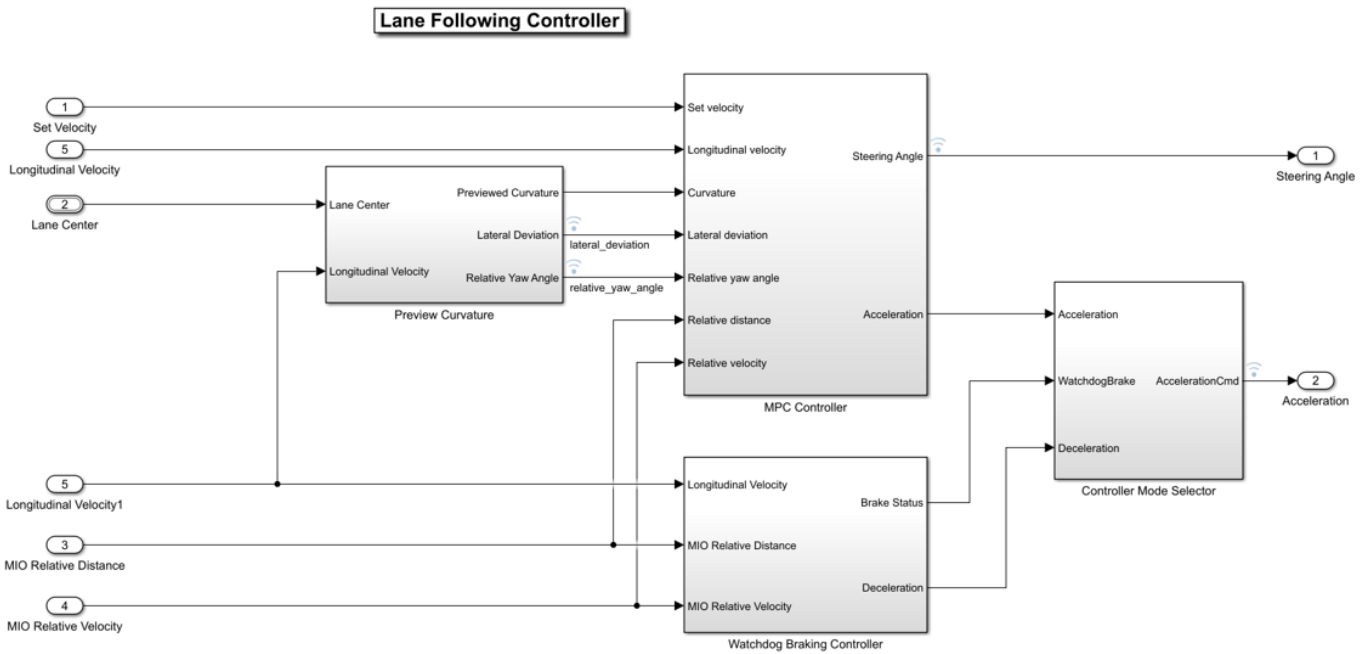 Lane Following Controller
1
Set Velocity
5
Longitudinal Velocity
2
Lane Center
Lane Center
Longitudinal Velocity
Previewed Curvature
Lateral Deviation
Relative Yaw Angle
Preview Curvature
lateral_deviation
relative_yaw_angle
Set velocity
Longitudinal velocity
Curvature
Lateral deviation
Relative yaw angle
Relative distance
Relative velocity
Steering Angle
Acceleration
MPC Controller
1
Steering Angle
5
Longitudinal Velocity1
3
MIO Relative Distance
4
MIO Relative Velocity
Longitudinal Velocity
MIO Relative Distance
MIO Relative Velocity
Brake Status
Deceleration
Watchdog Braking Controller
Acceleration
WatchdogBrake
Deceleration
AccelerationCmd
Controller Mode Selector
2
Acceleration